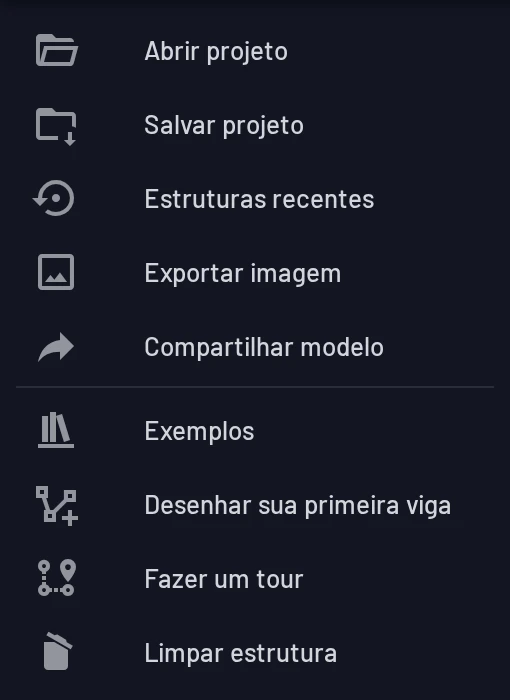 Abrir projeto
Salvar projeto
Estruturas recentes
Exportar imagem
Compartilhar modelo
Exemplos
Desenhar sua primeira viga
Fazer um tour
Limpar estrutura